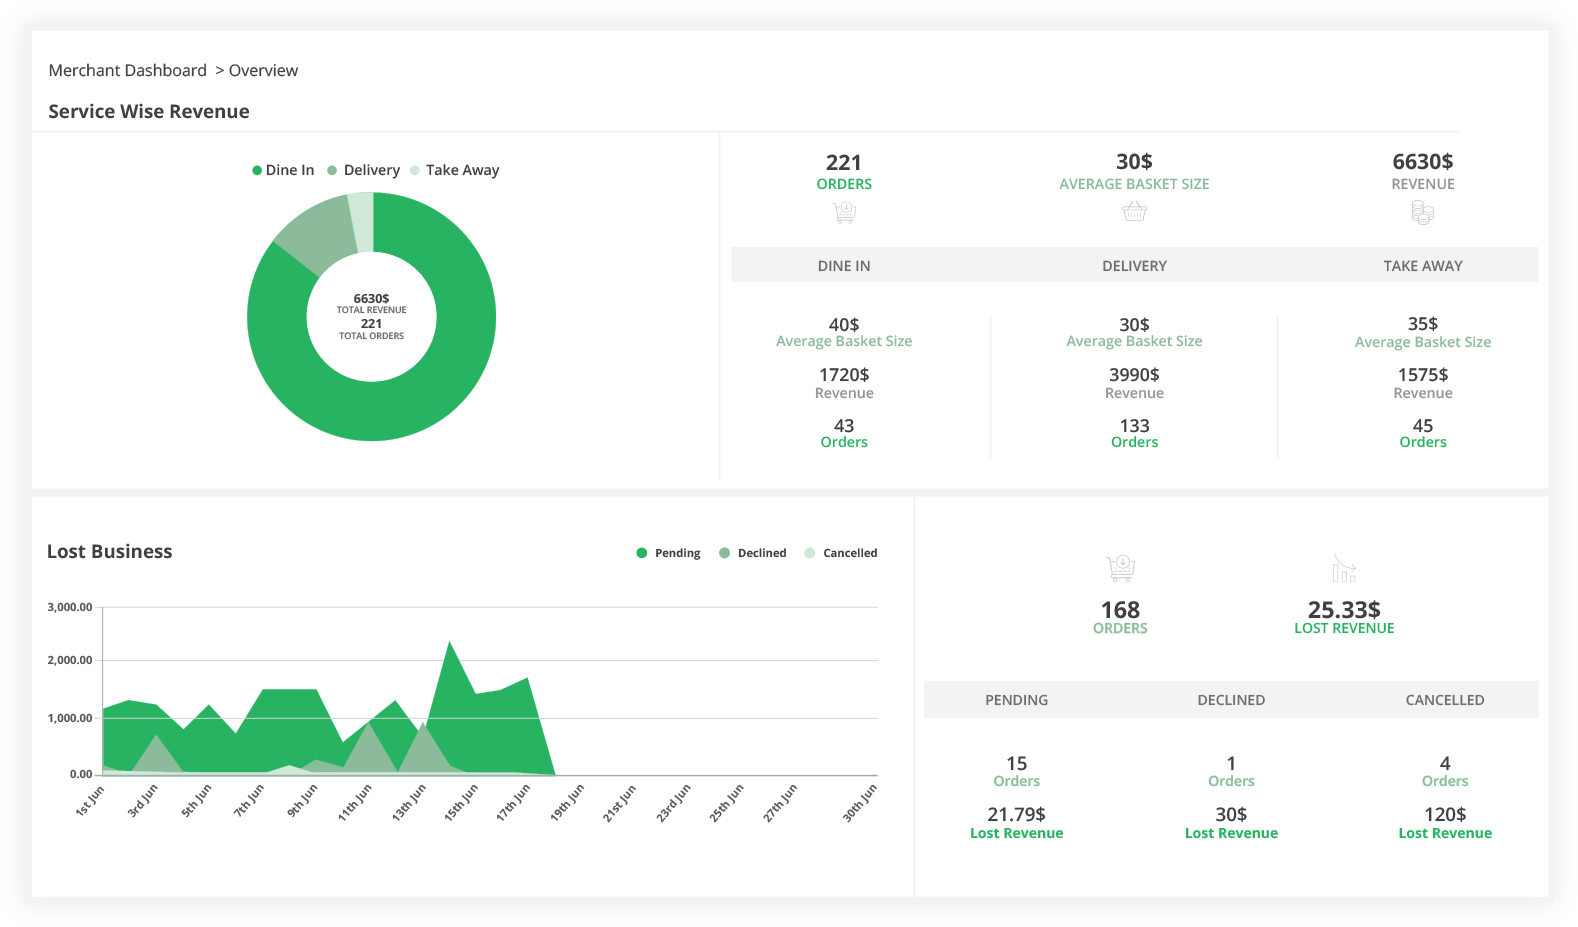 Merchant Dashboard > Overview
Service Wise Revenue
Dine In Delivery Take Away
6630$
TOTAL REVENUE
221
TOTAL ORDERS
221 30$ 6630$
ORDERS AVERAGE BASKET SIZE REVENUE
DINE IN DELIVERY TAKE AWAY
40$ 30$ 35$
Average Basket Size Average Basket Size Average Basket Size
1720$ 3990$ 1575$
Revenue Revenue Revenue
43 133 45
Orders Orders Orders
Lost Business
Pending Declined Cancelled
3,000.00
2,000.00
1,000.00
0.00
1st Jun 3rd Jun 5th Jun 7th Jun 9th Jun 11th Jun 13th Jun 15th Jun 17th Jun 19th Jun 21st Jun 23rd Jun 25th Jun 27th Jun 30th Jun
168 25.33$
ORDERS LOST REVENUE
PENDING DECLINED CANCELLED
15 1 4
Orders Orders Orders
21.79$ 30$ 120$
Lost Revenue Lost Revenue Lost Revenue